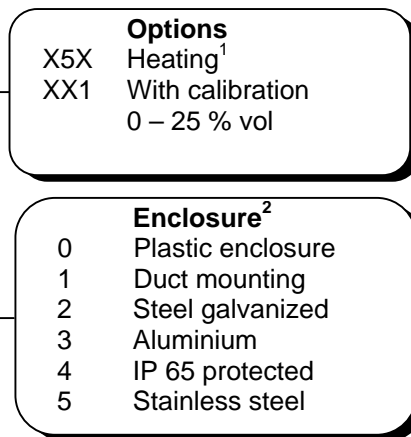 Options
X5X Heating¹
XX1 With calibration
0 – 25 % vol
Enclosure²
0 Plastic enclosure
1 Duct mounting
2 Steel galvanized
3 Aluminium
4 IP 65 protected
5 Stainless steel